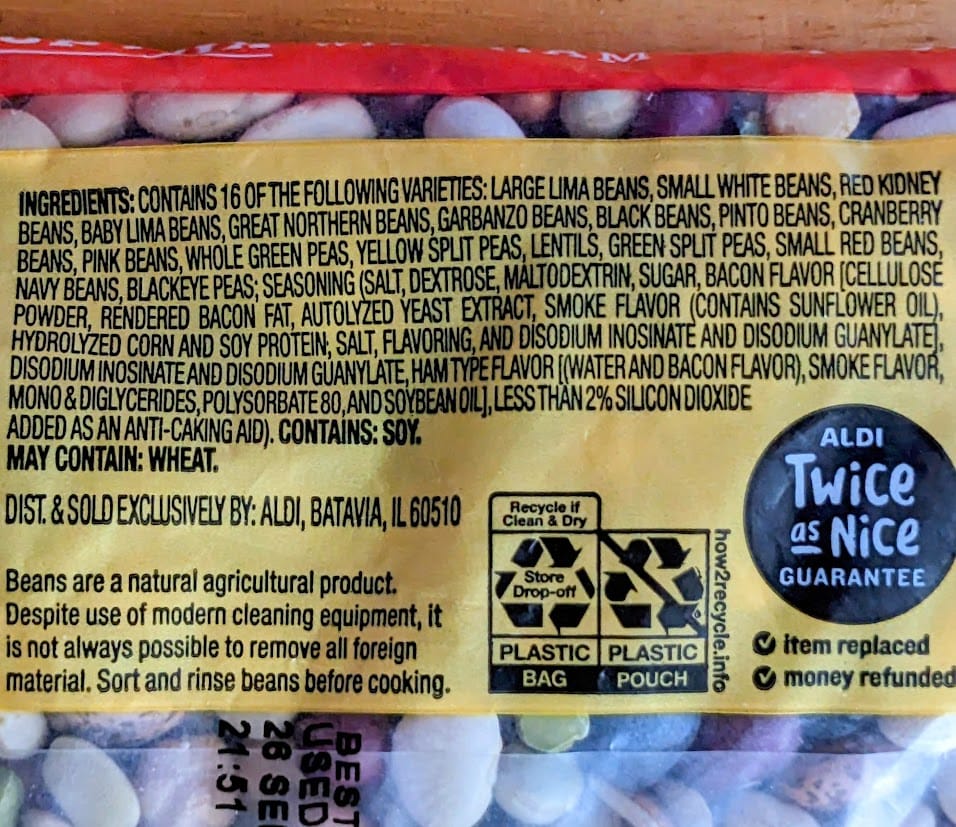 INGREDIENTS: CONTAINS 16 OF THE FOLLOWING VARIETIES: LARGE LIMA BEANS, SMALL WHITE BEANS, RED KIDNEY
BEANS, BABY LIMA BEANS, GREAT NORTHERN BEANS, GARBANZO BEANS, BLACK BEANS, PINTO BEANS, CRANBERRY
BEANS, PINK BEANS, WHOLE GREEN PEAS, YELLOW SPLIT PEAS, LENTILS, GREEN SPLIT PEAS, SMALL RED BEANS,
NAVY BEANS, BLACKEYE PEAS; SEASONING (SALT, DEXTROSE, MALTODEXTRIN, SUGAR, BACON FLAVOR [CELLULOSE
POWDER, RENDERED BACON FAT, AUTOLYZED YEAST EXTRACT, SMOKE FLAVOR (CONTAINS SUNFLOWER OIL),
HYDROLYZED CORN AND SOY PROTEIN, SALT, FLAVORING, AND DISODIUM INOSINATE AND DISODIUM GUANYLATE],
DISODIUM INOSINATE AND DISODIUM GUANYLATE, HAM TYPE FLAVOR [(WATER AND BACON FLAVOR), SMOKE FLAVOR,
MONO & DIGLYCERIDES, POLYSORBATE 80, AND SOYBEAN OIL], LESS THAN 2% SILICON DIOXIDE
ADDED AS AN ANTI-CAKING AID). CONTAINS: SOY.
MAY CONTAIN: WHEAT.
DIST. & SOLD EXCLUSIVELY BY: ALDI, BATAVIA, IL 60510
Beans are a natural agricultural product.
Despite use of modern cleaning equipment, it
is not always possible to remove all foreign
material. Sort and rinse beans before cooking.
Recycle if
Clean & Dry
Store
Drop-off
PLASTIC
BAG
PLASTIC
POUCH
how2recycle.info
ALDI
Twice
as Nice
GUARANTEE
item replaced
money refunded
BEST
USED
28 SE
21:51